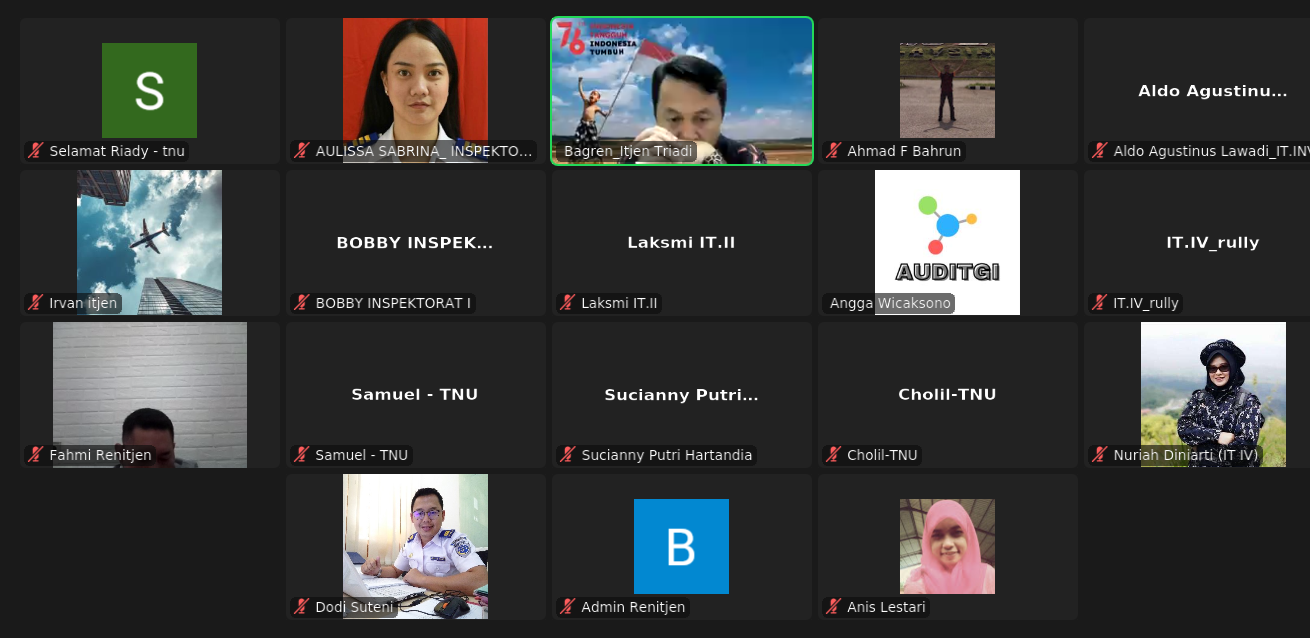 S
Selamat Riady - tnu
AULISSA SABRINA_ INSPEKTO...
76
INDONESIA
TANGGUH
INDONESIA
TUMBUH
Bagren_Itjen Triadi
Ahmad F Bahrun
Aldo Agustinu...
Aldo Agustinus Lawadi_IT.INV
Irvan itjen
BOBBY INSPEK...
BOBBY INSPEKTORAT I
Laksmi IT.II
Laksmi IT.II
AUDITGI
Angga Wicaksono
IT.IV_rully
IT.IV_rully
Fahmi Renitjen
Samuel - TNU
Samuel - TNU
Sucianny Putri...
Sucianny Putri Hartandia
Cholil-TNU
Cholil-TNU
Nuriah Diniarti (IT IV)
Dodi Suteni
B
Admin Renitjen
Anis Lestari